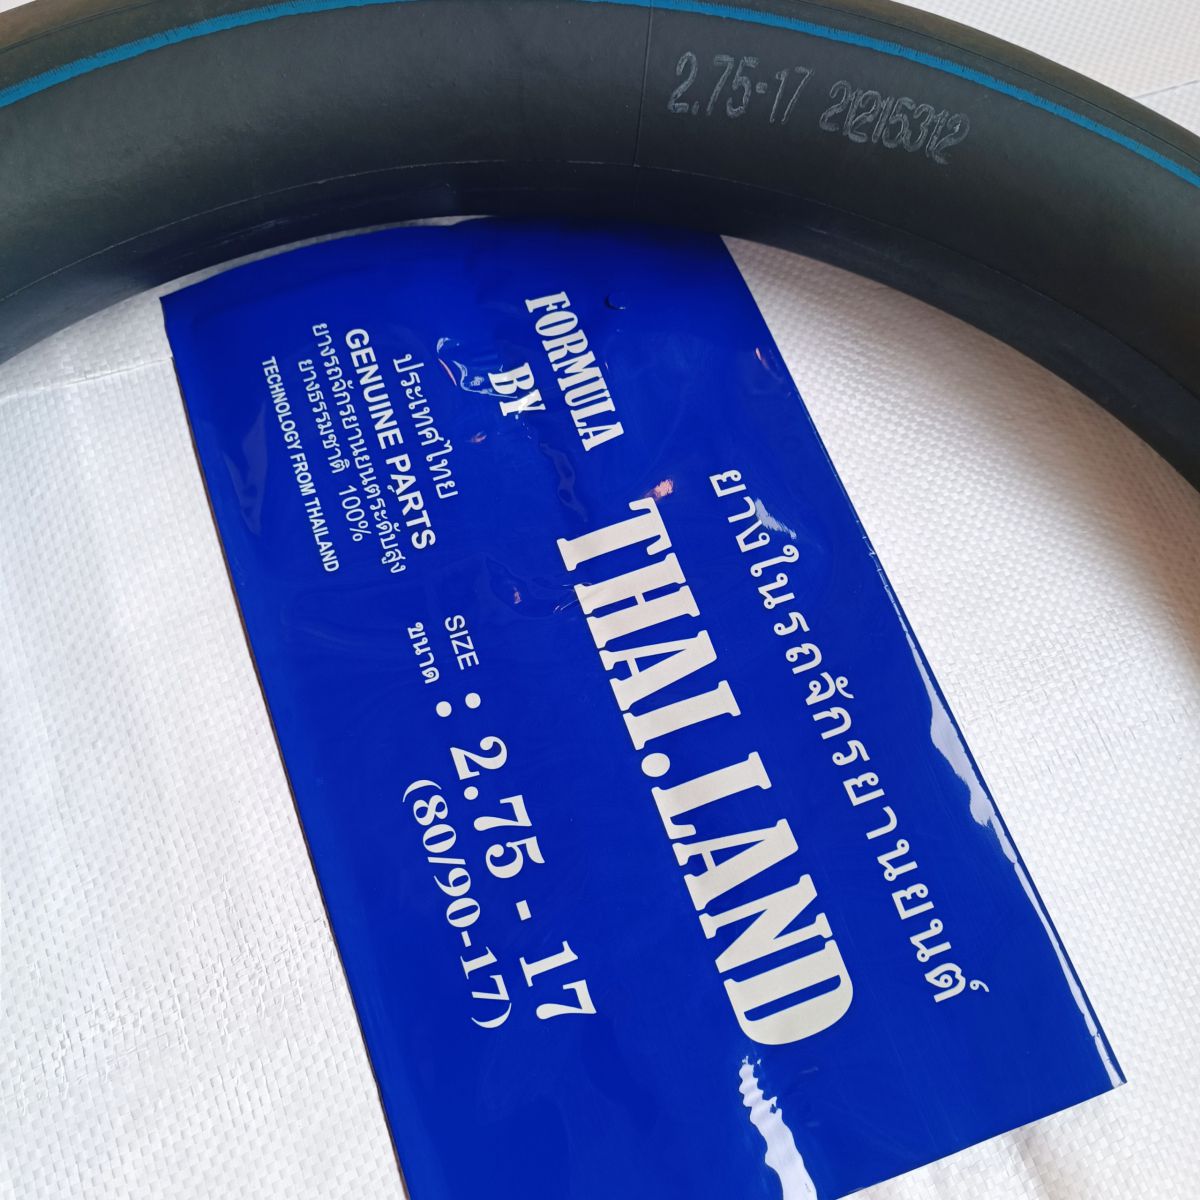 2.75-17 21215312
ยางในรถจักรยานยนต์
THAI.LAND
FORMULA
BY
ประเทศไทย
GENUINE PARTS
ยางรถจักรยานยนตระดับสูง
ยางธรรมชาติ 100%
TECHNOLOGY FROM THAILAND
SIZE
ขนาด
: 2.75 - 17
(80/90-17)